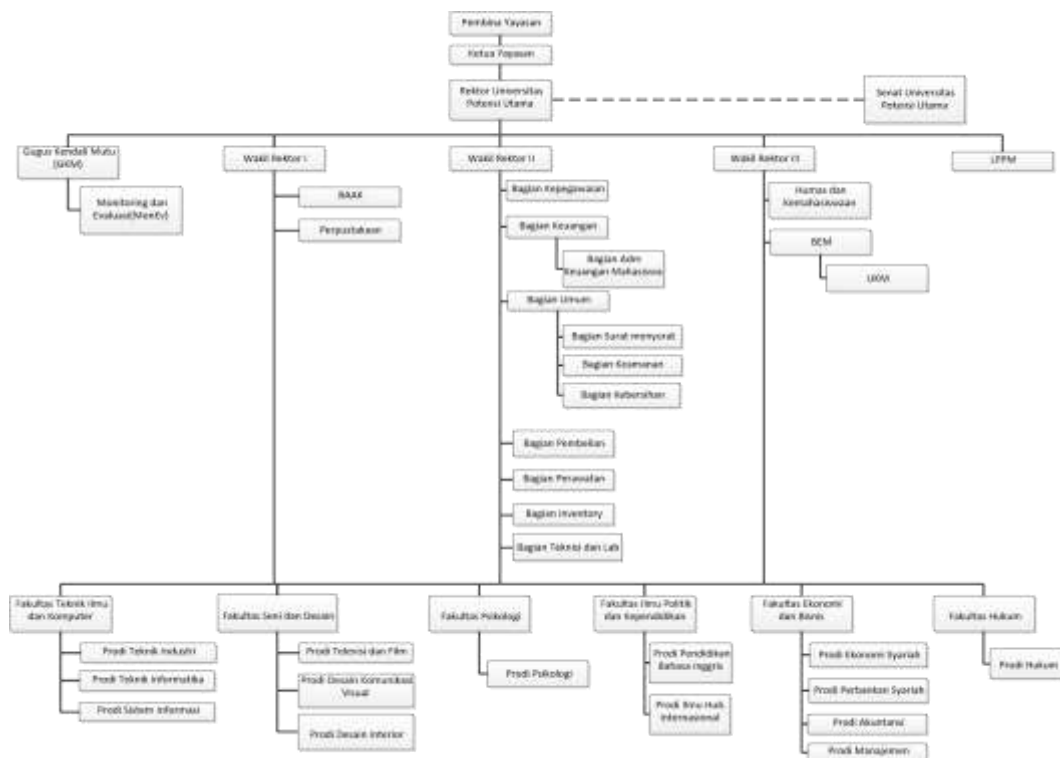 Pembina Yayasan
Ketua Yayasan
Rektor Universitas
Potensi Utama
Senat Universitas
Potensi Utama
Gugus Kendali Mutu
(GKM)
Wakil Rektor I
Wakil Rektor II
Wakil Rektor III
LPPM
Monitoring dan
Evaluasi(MonEv)
BAAK
Perpustakaan
Bagian Kepegawaian
Bagian Keuangan
Bagian Adm
Keuangan Mahasiswa
Bagian Umum
Bagian Surat menyurat
Bagian Keamanan
Bagian Kebersihan
Bagian Pembelian
Bagian Perawatan
Bagian Inventory
Bagian Teknisi dan Lab
Humas dan
Kemahasiswaan
BEM
UKM
Fakultas Teknik Ilmu
dan Komputer
Prodi Teknik Industri
Prodi Teknik Informatika
Prodi Sistem Informasi
Fakultas Seni dan Desain
Prodi Televisi dan Film
Prodi Desain Komunikasi
Visual
Prodi Desain Interior
Fakultas Psikologi
Prodi Psikologi
Fakultas Ilmu Politik
dan Kependidikan
Prodi Pendidikan
Bahasa Inggris
Prodi Ilmu Hub.
Internasional
Fakultas Ekonomi
dan Bisnis
Prodi Ekonomi Syariah
Prodi Perbankan Syariah
Prodi Akuntansi
Prodi Manajemen
Fakultas Hukum
Prodi Hukum